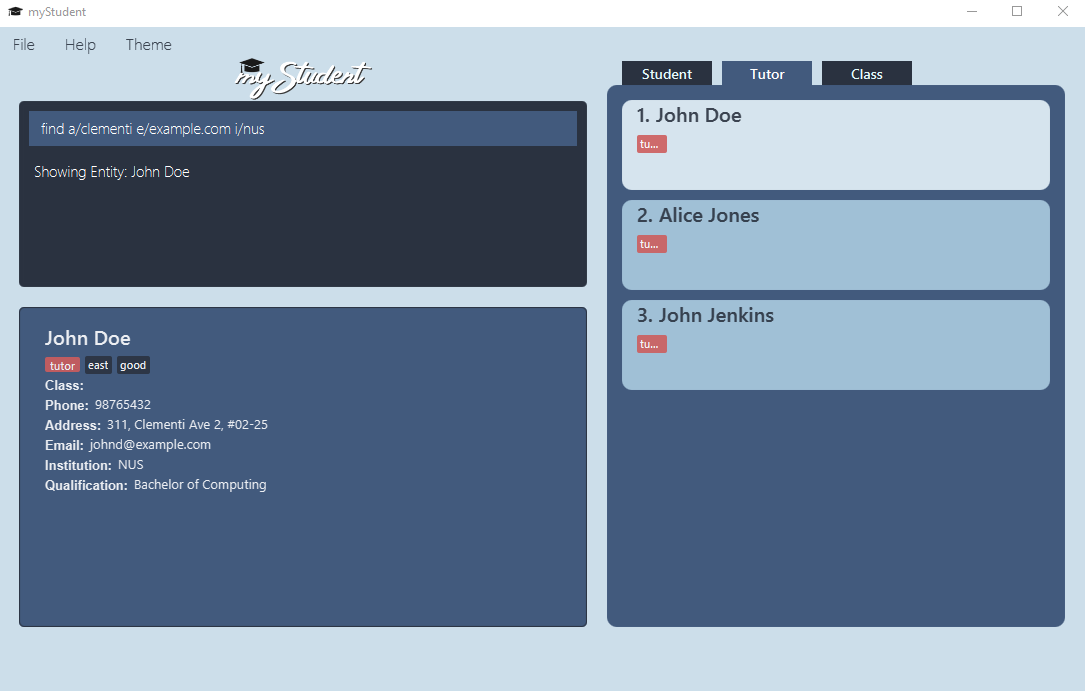 myStudent
File Help Theme
myStudent
find a/clementi e/example.com i/nus
Showing Entity: John Doe
John Doe
tutor east good
Class:
Phone: 98765432
Address: 311, Clementi Ave 2, #02-25
Email: johnd@example.com
Institution: NUS
Qualification: Bachelor of Computing
Student Tutor Class
1. John Doe
tu...
2. Alice Jones
tu...
3. John Jenkins
tu...